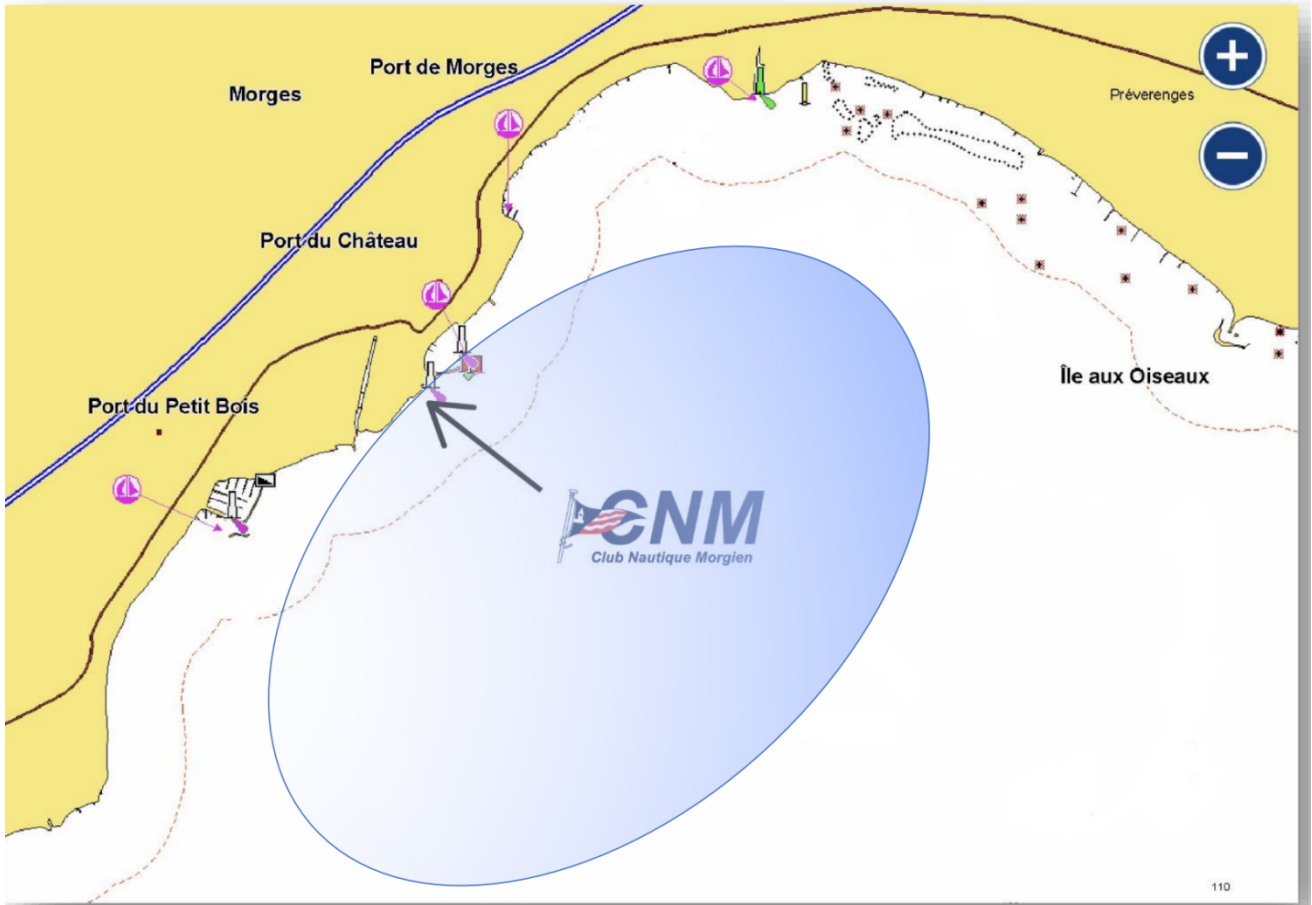 Port de Morges
Morges
Préverenges
Port du Château
Île aux Oiseaux
Port du Petit Bois
CNM
Club Nautique Morgien
110